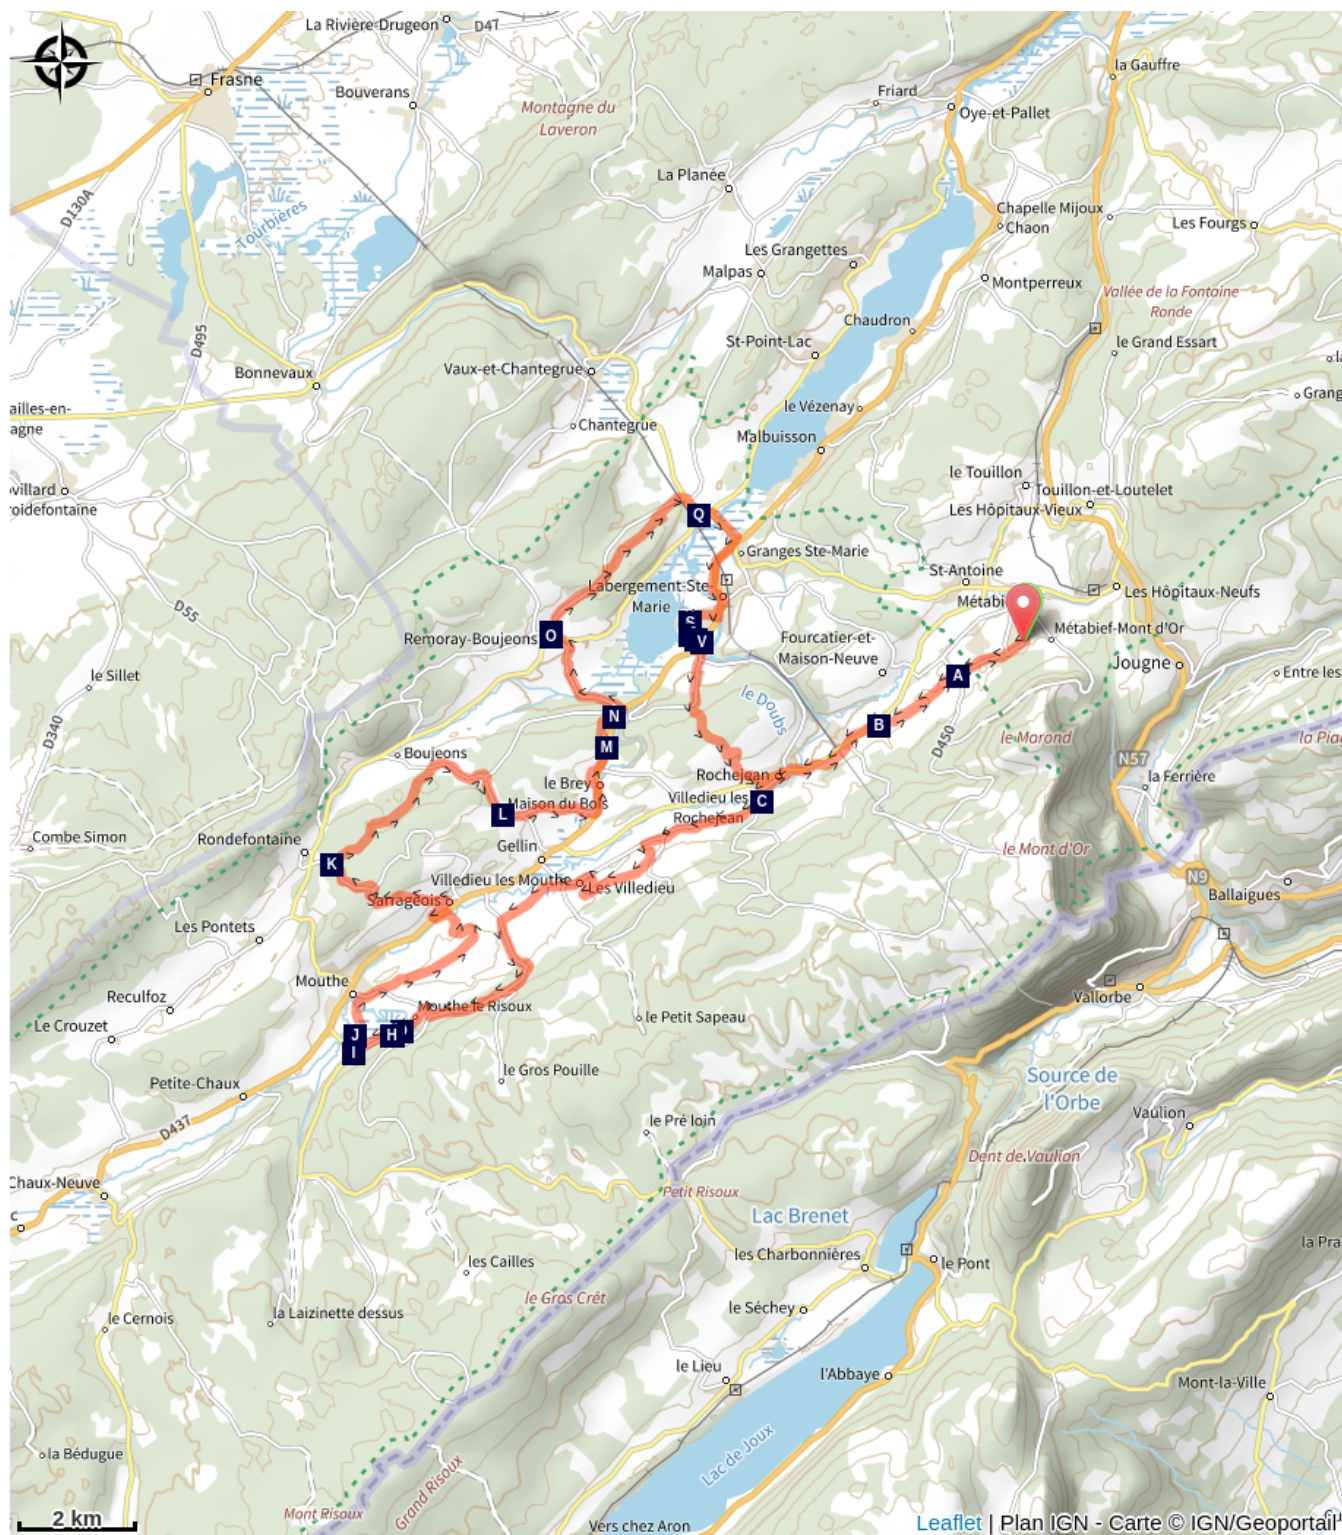 La Rivière-Drugeon
D47
la Gauffre
Frasne
Bouverans
Montagne du
Laveron
Friard
Oye-et-Pallet
La Planée
D130A
Tourbières
Chapelle Mijoux
Chaon
Les Fourgs
Les Grangettes
Malpas
Montperreux
Vallée de la Fontaine
Ronde
D495
Chaudron
St-Point-Lac
le Grand Essart
Vaux-et-Chantegrue
Bonnevaux
ailles-en-
agne
le Vézenay
Chantegrue
Malbuisson
le Touillon
Touillon-et-Loutelet
Les Hôpitaux-Vieux
Q
Granges Ste-Marie
St-Antoine
Labergement-Ste-
Marie
Les Hôpitaux-Neufs
Métabi
Métabief-Mont d'Or
D55
Remoray-Boujeons
O
S
V
Fourcatier-et-
Maison-Neuve
Jougne
le Sillet
A
Entre les
le Doubs
N
B
D450
le Morond
D340
M
Boujeons
N57
le Brey
Rochejean
la Ferrière
Maison du Bois
L
Villedieu les
C
Rochejean
Combe Simon
Rondefontaine
Gellin
le Mont d'Or
K
Villedieu les Mouthe
Les Villedieu
N9
Ballaigues
Sarrageois
Les Pontets
Mouthe
Vallorbe
Reculfoz
Mouthe le Risoux
le Petit Sapeau
Le Crouzet
J
H
I
le Gros Pouille
Petite-Chaux
Source de
l'Orbe
le Pré loin
Vaulion
D437
Dent de Vaulion
Chaux-Neuve
Petit Risoux
Lac Brenet
les Charbonnières
le Pont
les Cailles
le Gros Crêt
le Cernois
la Laizinette dessus
le Séchey
le Lieu
l'Abbaye
Mont-la-Ville
la Bédugue
Lac de Joux
Grand Risoux
Mont Risoux
2 km
Vers chez Aron
Leaflet | Plan IGN - Carte © IGN/Geoportail